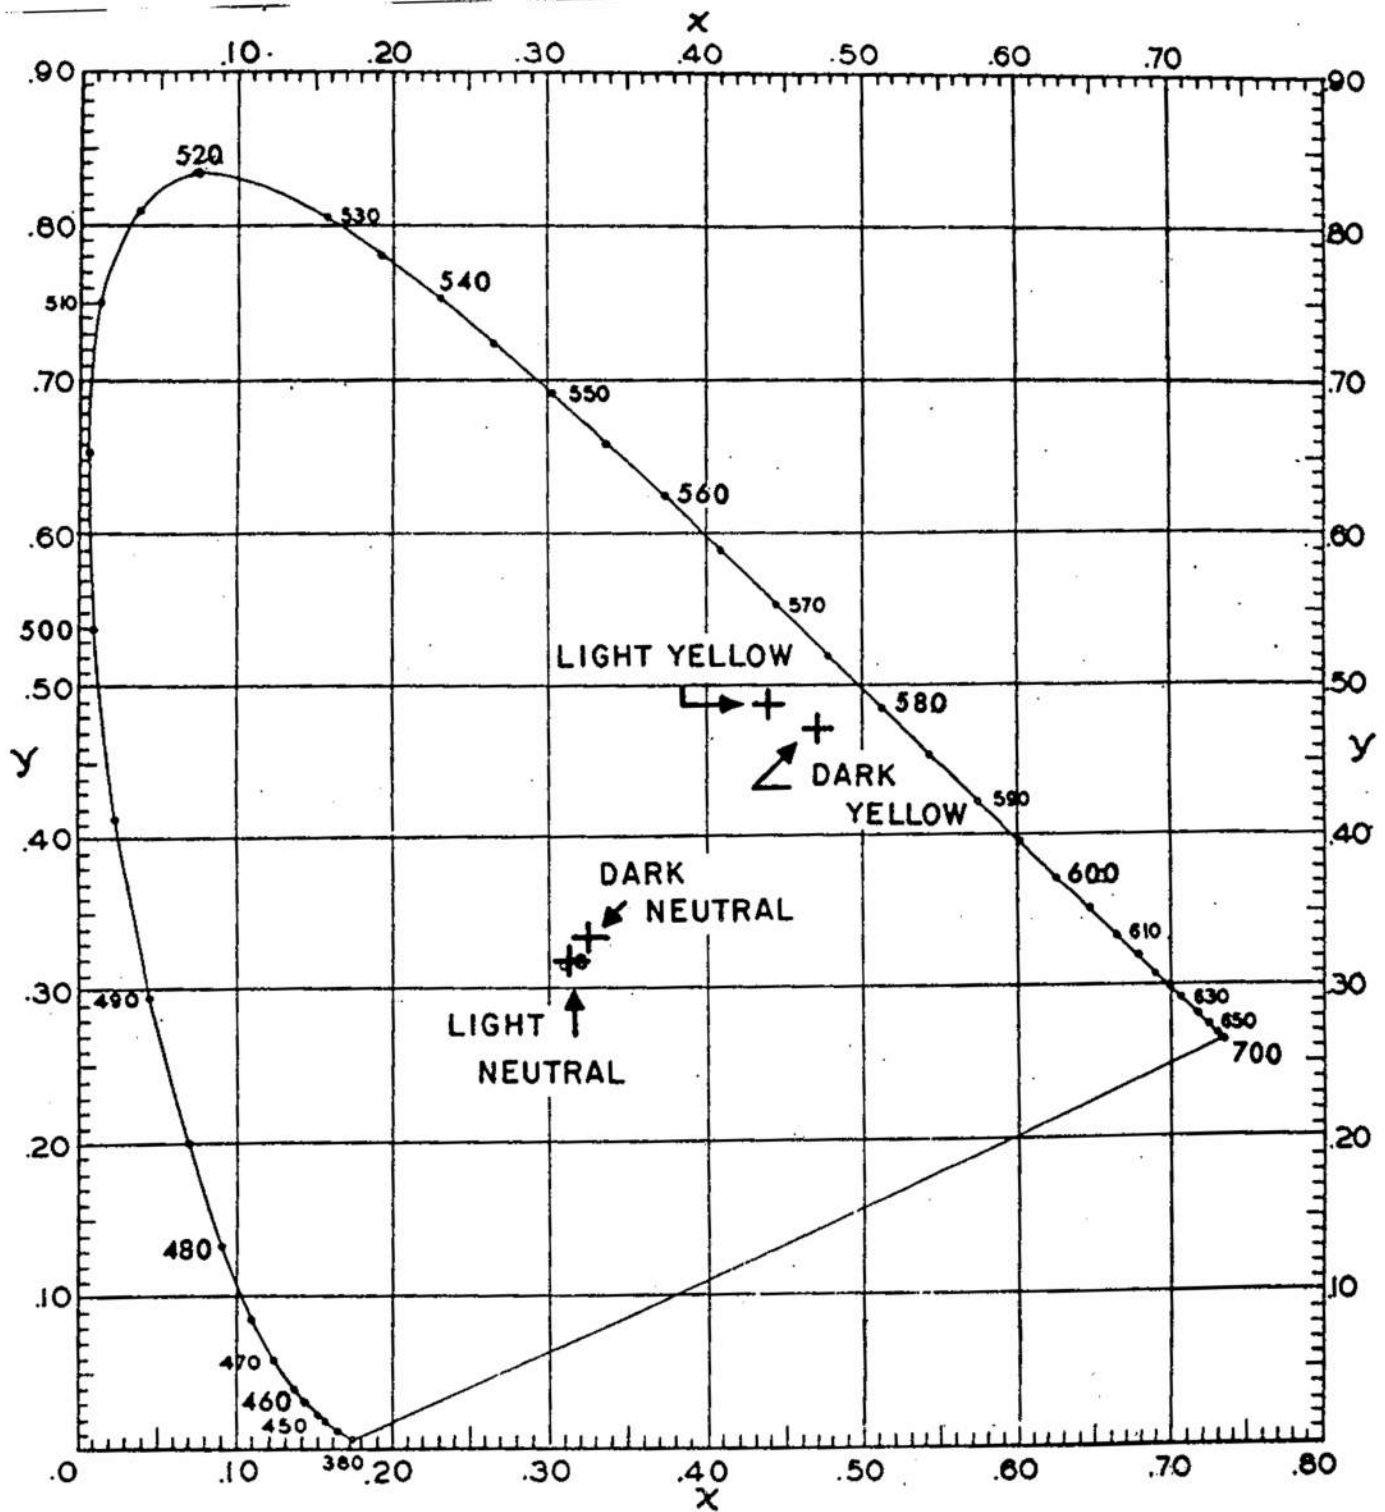 x
.10 .20 .30 .40 .50 .60 .70
.90 .90
520
530
.80 .80
540
510
.70 550 .70
560
.60 .60
570
500
LIGHT YELLOW
.50 .50
580
y y
DARK
590
YELLOW
.40 .40
DARK
600
NEUTRAL
610
C
.30 .30
490 630
LIGHT 650
700
NEUTRAL
.20 .20
480
.10 .10
470
460
450
380
.0 .10 .20 .30 .40 .50 .60 .70 .80
x